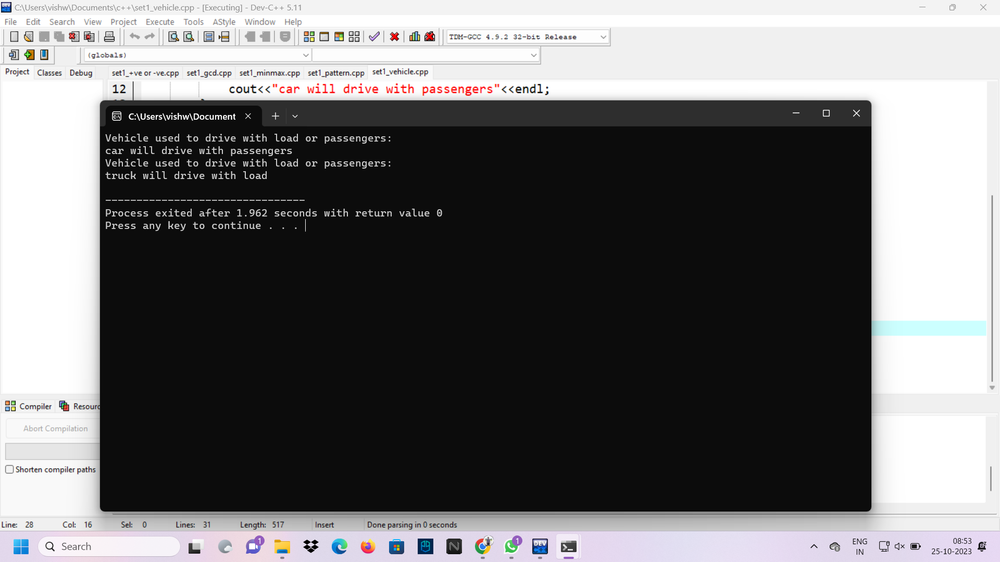 C:\Users\vishw\Documents\c++\set1_vehicle.cpp - [Executing] - Dev-C++ 5.11
File Edit Search View Project Execute Tools AStyle Window Help
TDM-GCC 4.9.2 32-bit Release
(globals)
Project Classes Debug set1_+ve or -ve.cpp set1_gcd.cpp set1_minmax.cpp set1_pattern.cpp set1_vehicle.cpp
12 cout<<"car will drive with passengers"<<endl;
C:\Users\vishw\Document
Vehicle used to drive with load or passengers:
car will drive with passengers
Vehicle used to drive with load or passengers:
truck will drive with load
--------------------------------
Process exited after 1.962 seconds with return value 0
Press any key to continue . . .
Compiler Resourc
Abort Compilation
Shorten compiler paths
Line: 28 Col: 16 Sel: 0 Lines: 31 Length: 517 Insert Done parsing in 0 seconds
Search
1
1
DEV C++
ENG
IN
08:53
25-10-2023